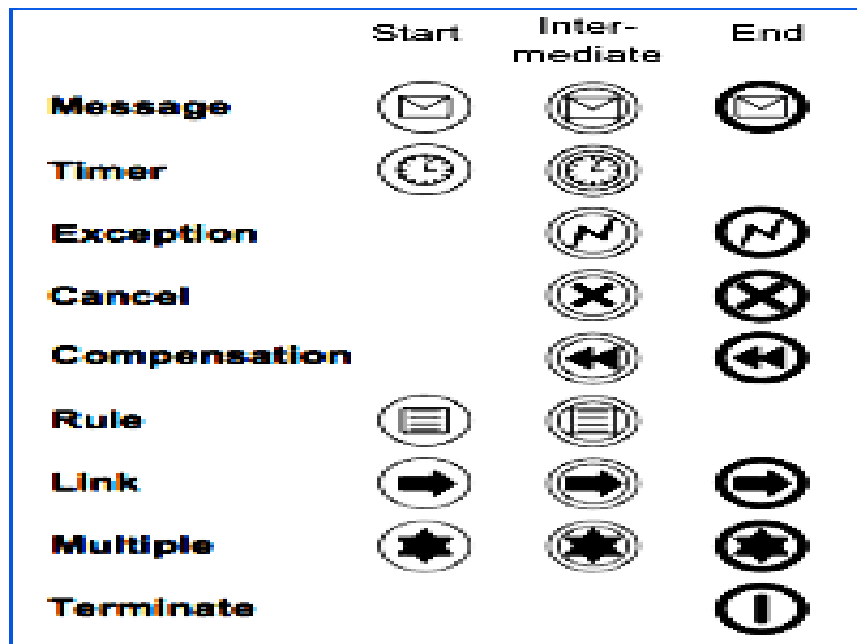 Start Inter-
mediate End
Message
Timer
Exception
Cancel
Compensation
Rule
Link
Multiple
Terminate